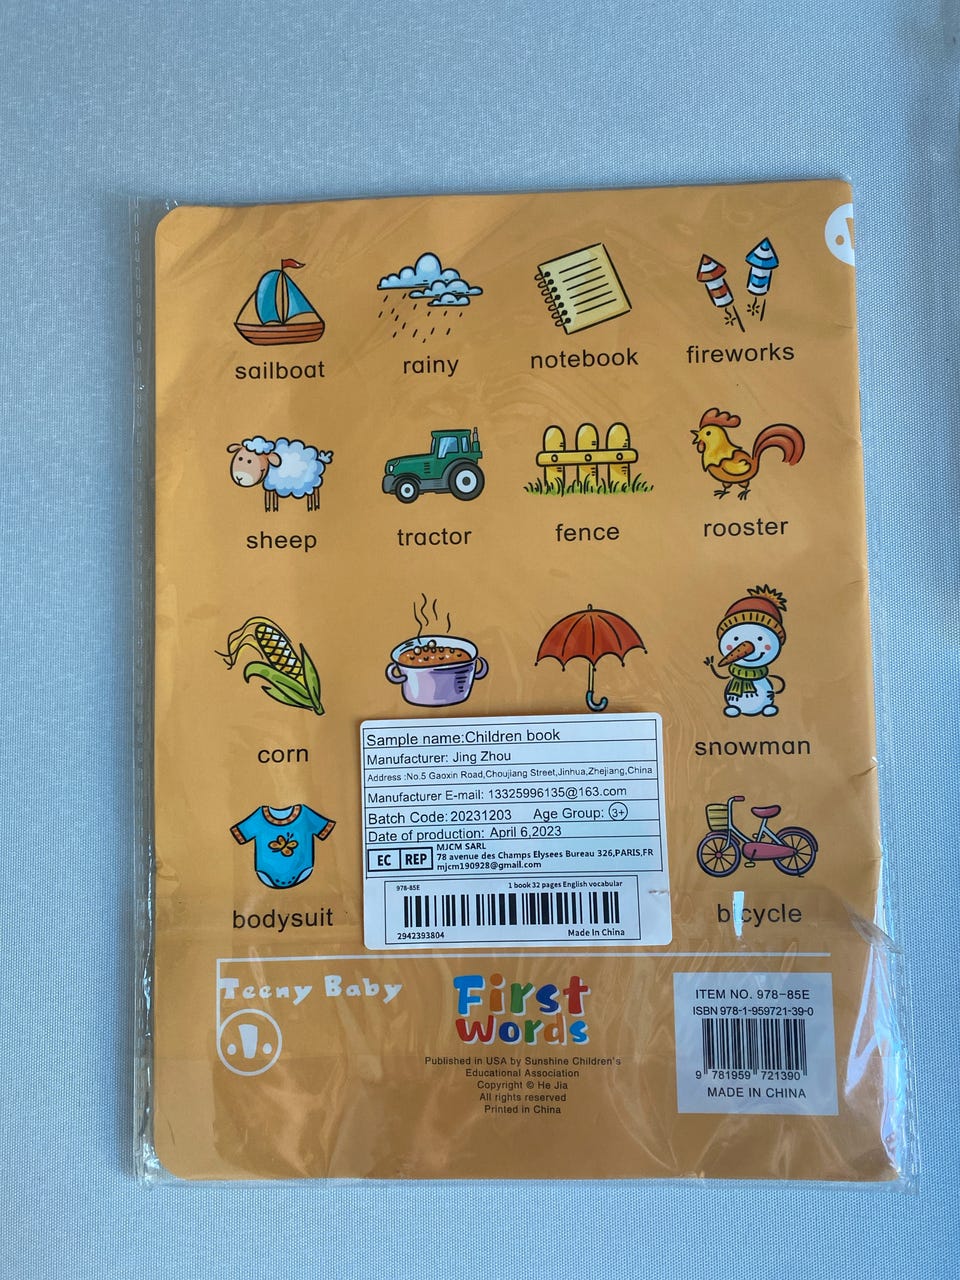 sailboat
rainy
notebook
fireworks
sheep
tractor
fence
rooster
corn
snowman
bodysuit
bicycle
Sample name:Children book
Manufacturer: Jing Zhou
Address :No.5 Gaoxin Road,Choujiang Street,Jinhua,Zhejiang,China
Manufacturer E-mail: 13325996135@163.com
Batch Code: 20231203 Age Group: 3+
Date of production: April 6,2023
EC REP
MJCM SARL
78 avenue des Champs Elysees Bureau 326,PARIS,FR
mjcm190928@gmail.com
978-85E
1 book 32 pages English vocabular
2942393804
Made In China
Teeny Baby
First
words
Published in USA by Sunshine Children's
Educational Association
Copyright © He Jia
All rights reserved
Printed in China
ITEM NO. 978-85E
ISBN 978-1-959721-39-0
9 781959 721390
MADE IN CHINA